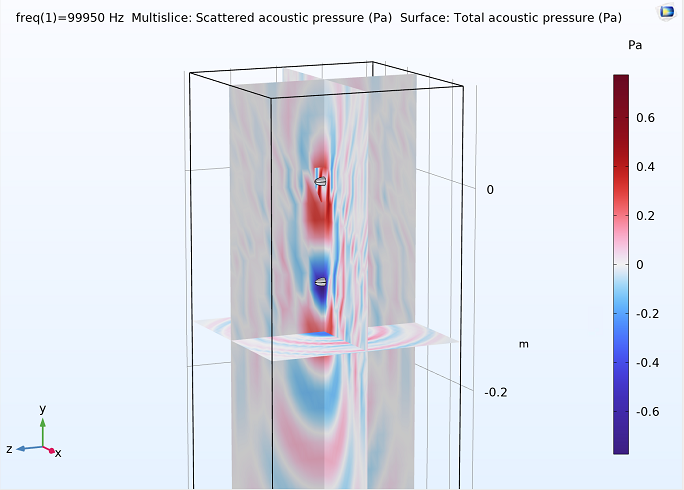 freq(1)=99950 Hz  Multislice: Scattered acoustic pressure (Pa)  Surface: Total acoustic pressure (Pa)
Pa
0.6
0.4
0.2
0
-0.2
-0.4
-0.6
0
m
-0.2
y
z
x